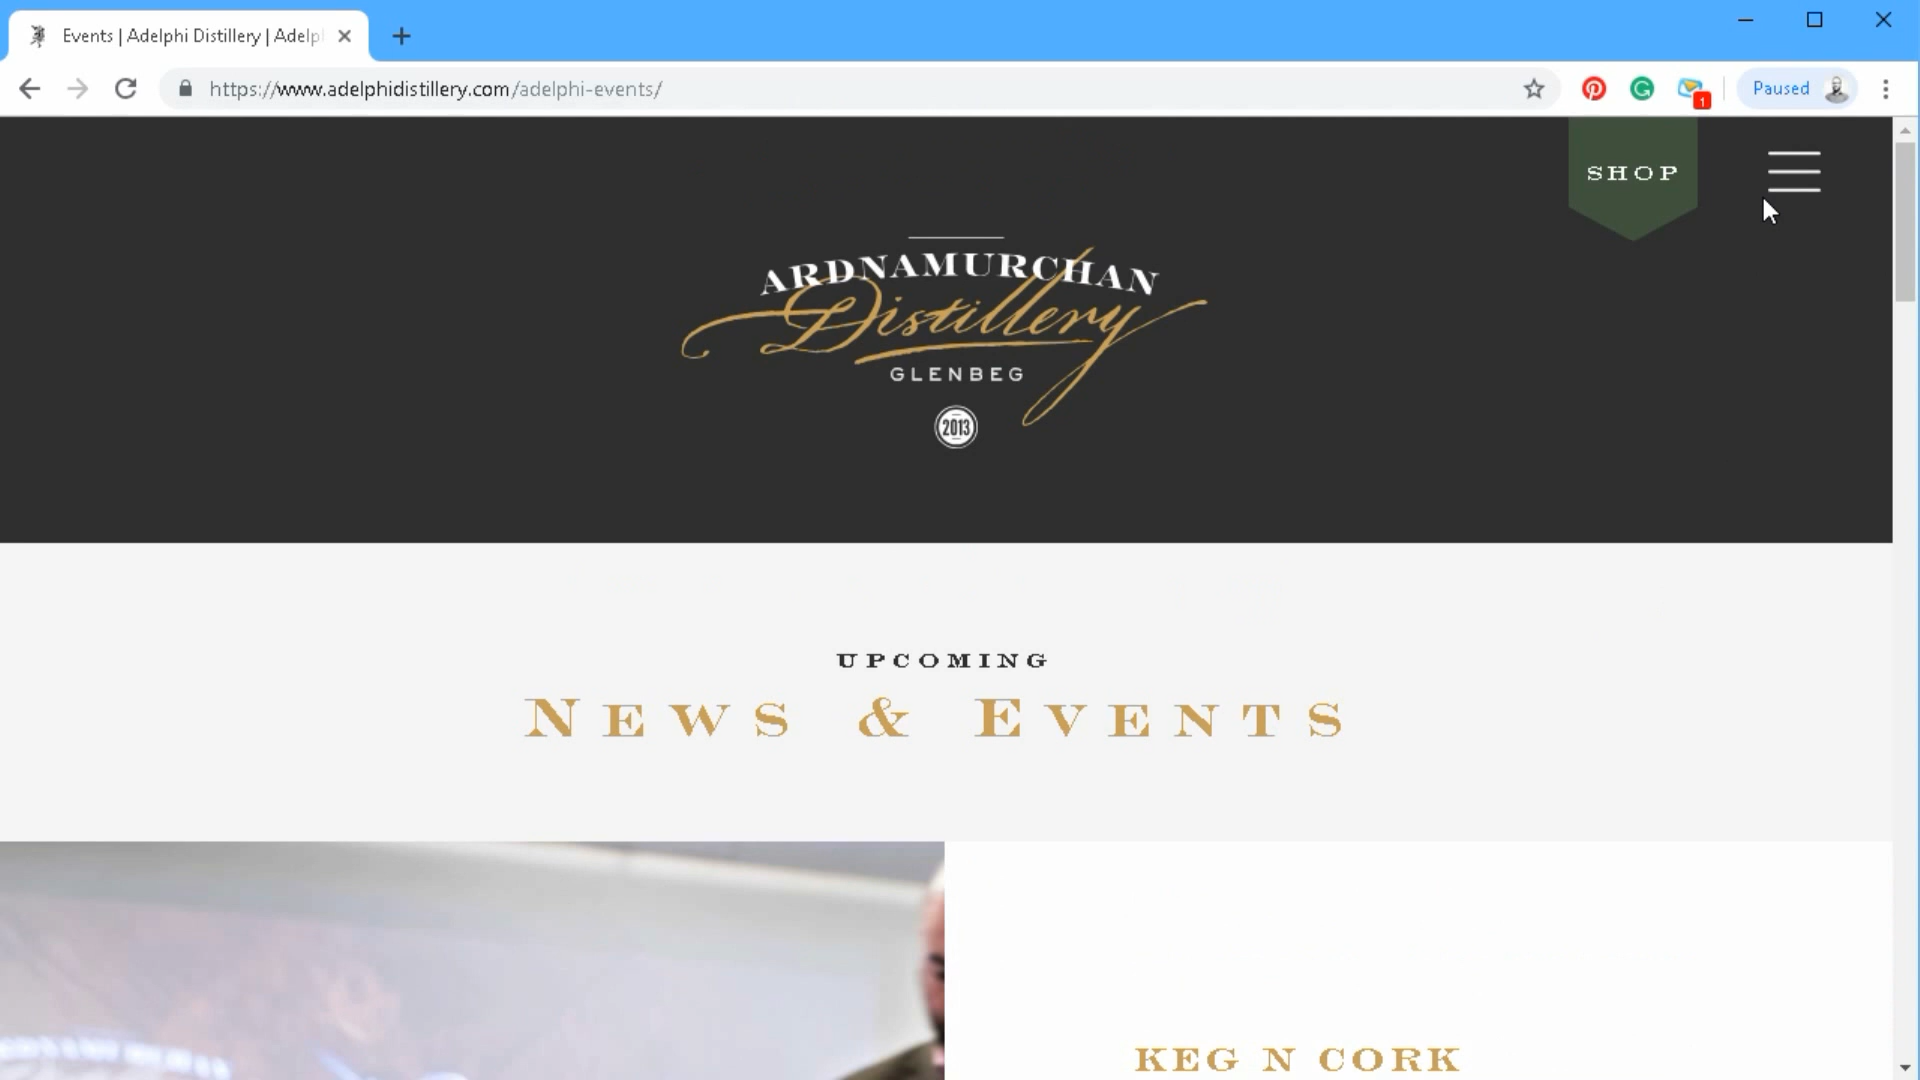 Events | Adelphi Distillery | Adelp
https://www.adelphidistillery.com/adelphi-events/
1
Paused
SHOP
ARDNAMURCHAN
Distillery
GLENBEG
2013
UPCOMING
NEWS & EVENTS
KEG N CORK